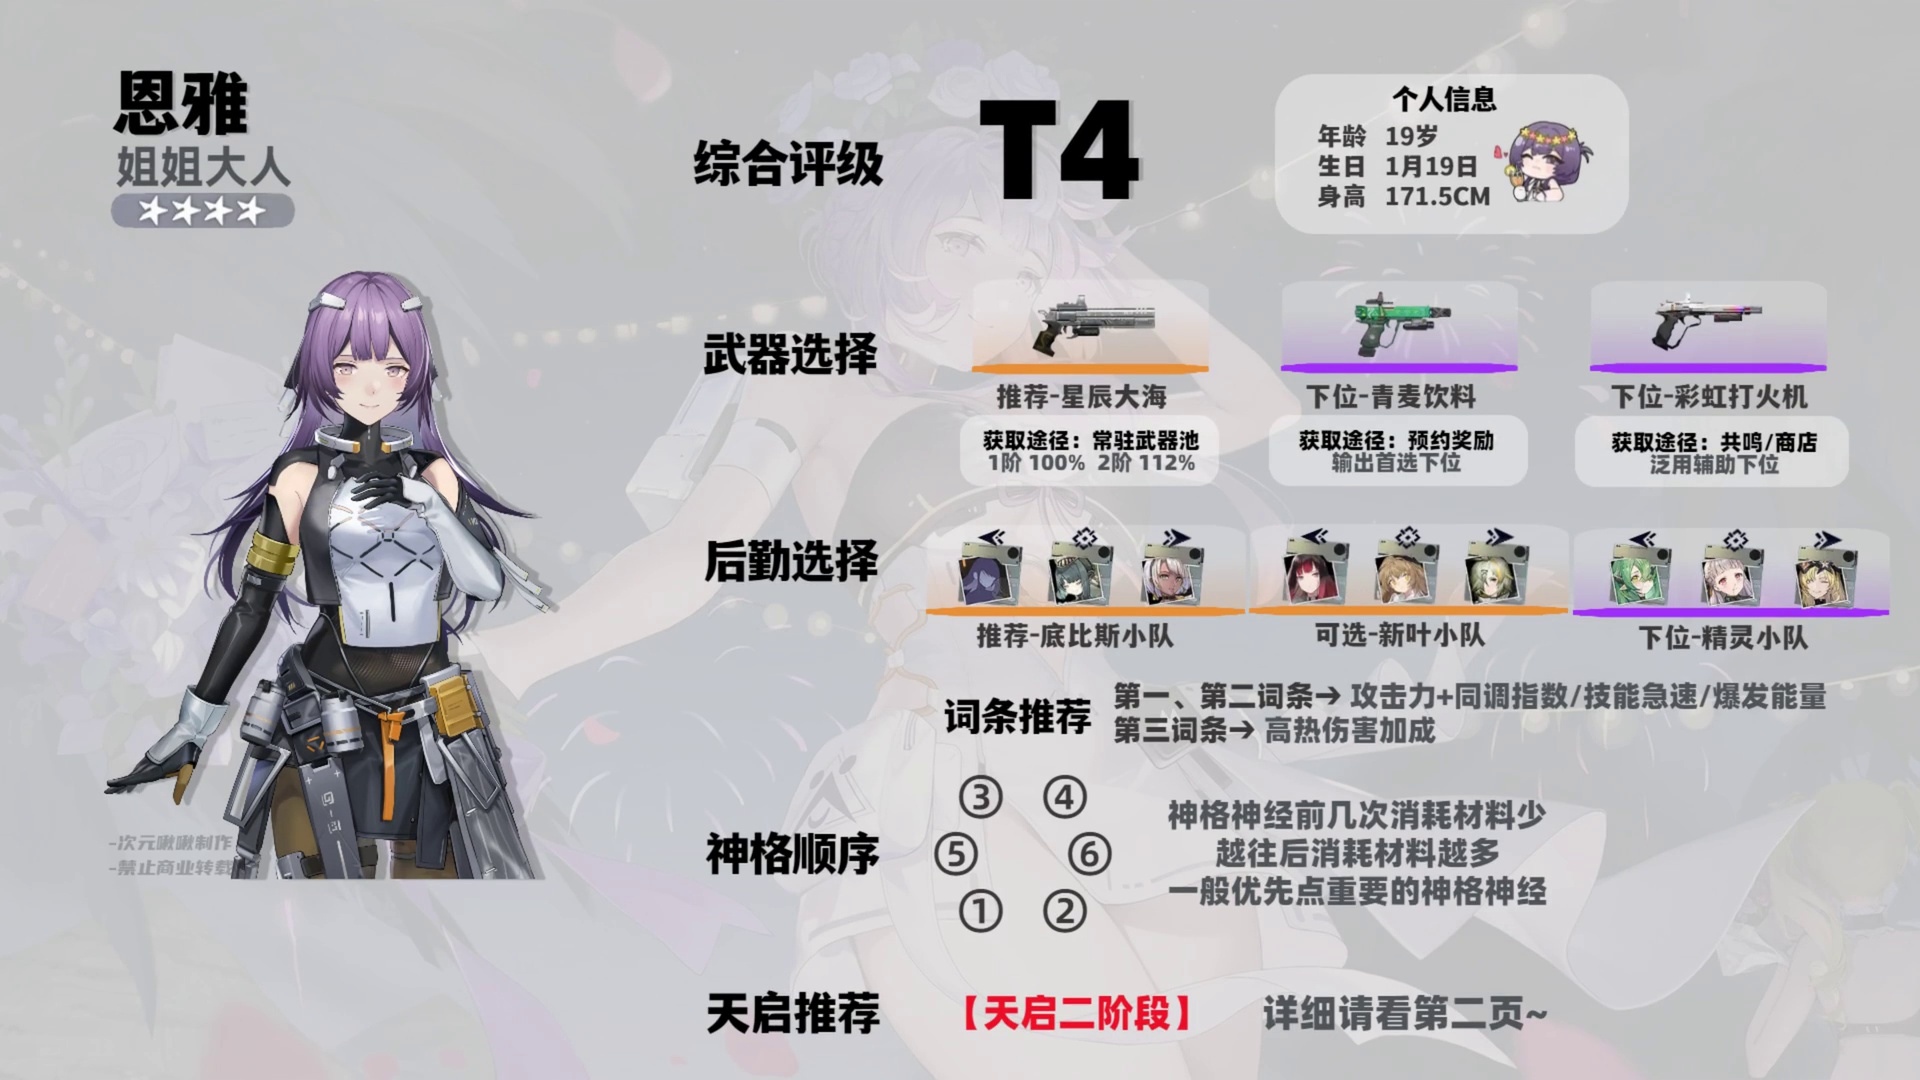 恩雅
姐姐大人
综合评级
T4
个人信息
年龄 19岁
生日 1月19日
身高 171.5CM
武器选择
推荐-星辰大海
获取途径：常驻武器池
1阶 100% 2阶 112%
下位-青麦饮料
获取途径：预约奖励
输出首选下位
下位-彩虹打火机
获取途径：共鸣/商店
泛用辅助下位
后勤选择
推荐-底比斯小队
可选-新叶小队
下位-精灵小队
词条推荐
第一、第二词条→ 攻击力+同调指数/技能急速/爆发能量
第三词条→ 高热伤害加成
神格顺序
③ ④
⑤ ⑥
① ②
神格神经前几次消耗材料少
越往后消耗材料越多
一般优先点重要的神格神经
天启推荐
【天启二阶段】
详细请看第二页~
-次元啾啾制作
-禁止商业转载